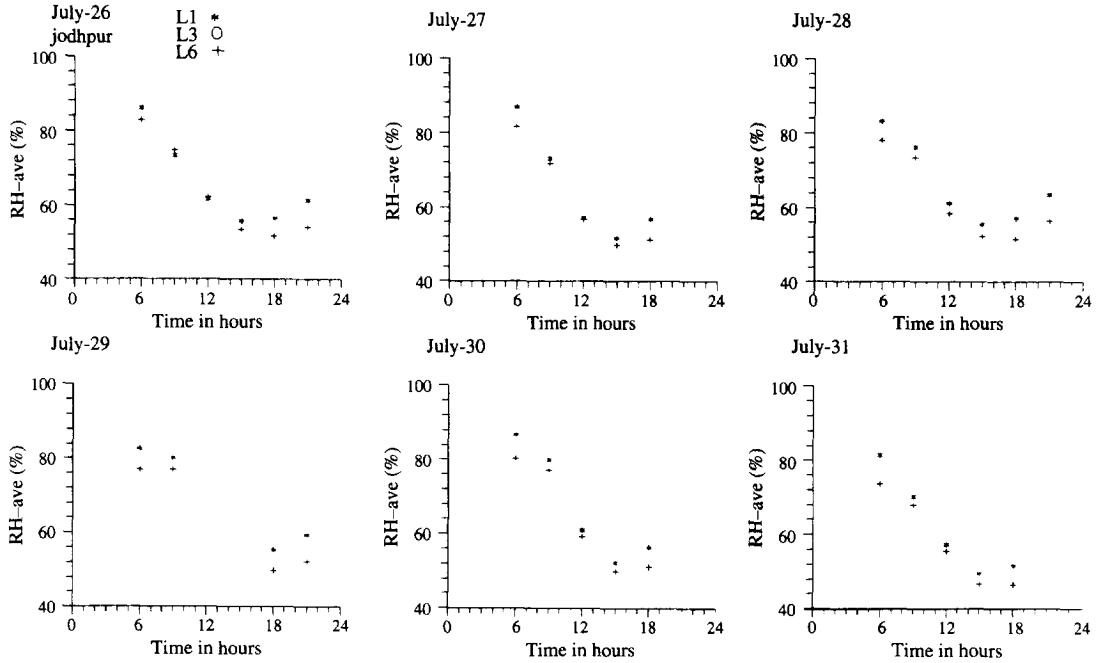 July-26
jodhpur
L1 *
L3 O
L6 +
100
80
60
40
RH–ave (%)
0 6 12 18 24
Time in hours
July-27
100
80
60
40
RH–ave (%)
0 6 12 18 24
Time in hours
July-28
100
80
60
40
RH–ave (%)
0 6 12 18 24
Time in hours
July-29
100
80
60
40
RH–ave (%)
0 6 12 18 24
Time in hours
July-30
100
80
60
40
RH–ave (%)
0 6 12 18 24
Time in hours
July-31
100
80
60
40
RH–ave (%)
0 6 12 18 24
Time in hours